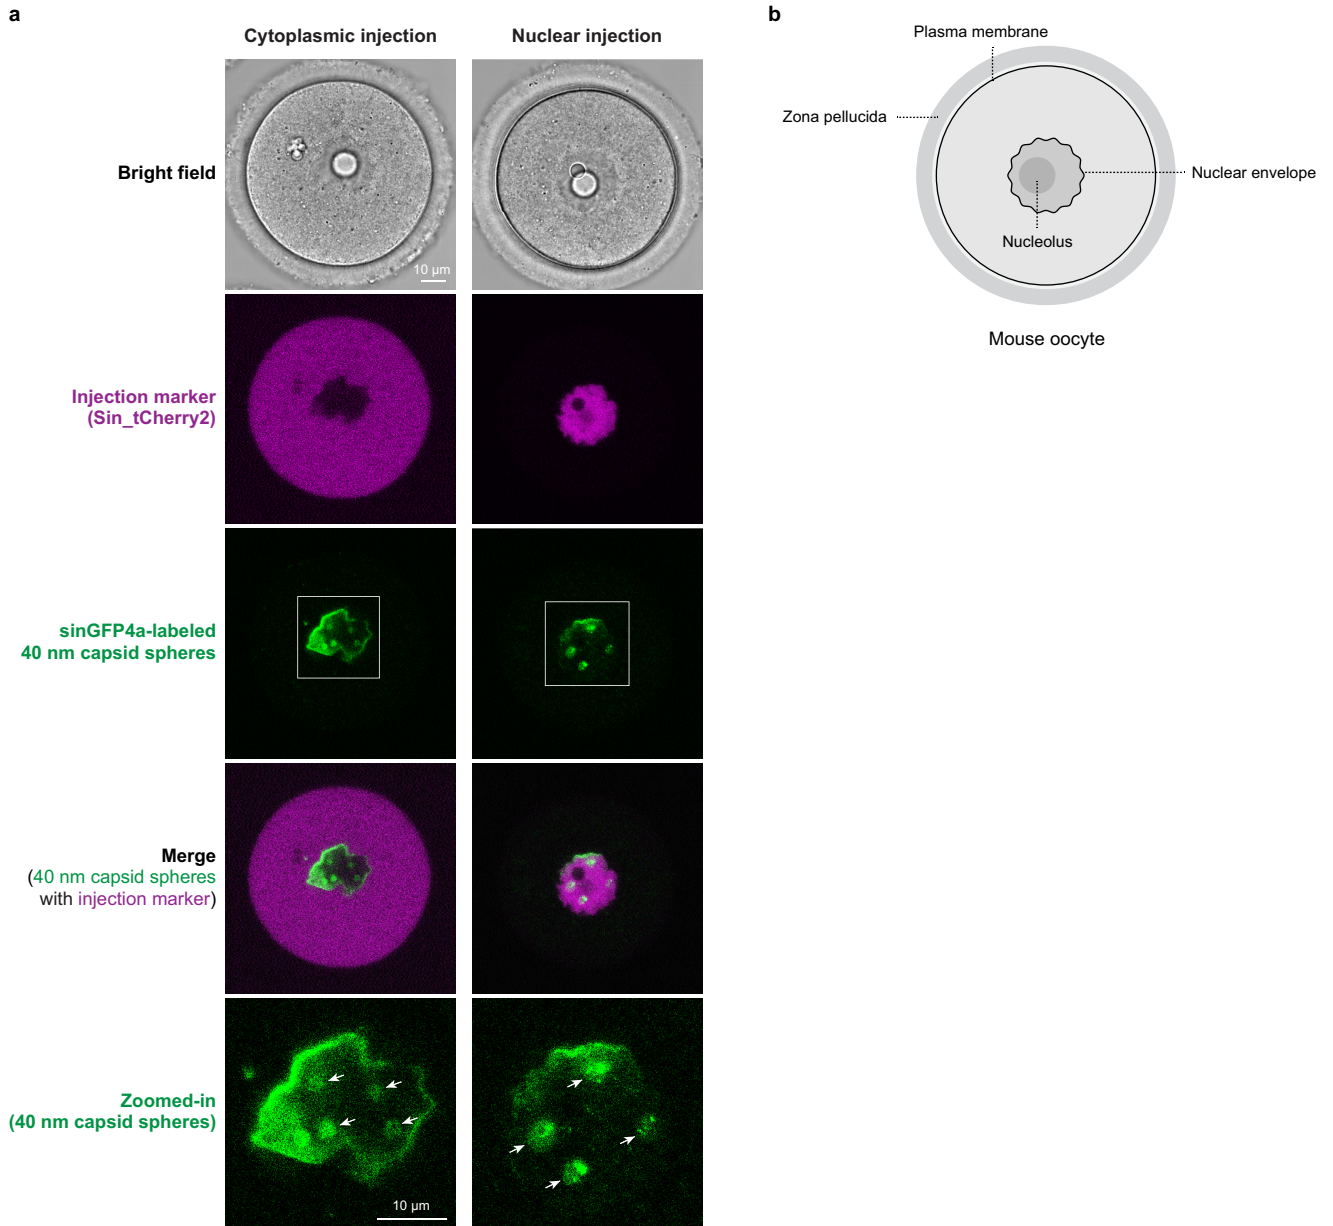 a
Cytoplasmic injection
Nuclear injection
Bright field
10 µm
Injection marker
(Sin_tCherry2)
sinGFP4a-labeled
40 nm capsid spheres
Merge
(40 nm capsid spheres
with injection marker)
Zoomed-in
(40 nm capsid spheres)
10 µm
b
Plasma membrane
Zona pellucida
Nuclear envelope
Nucleolus
Mouse oocyte